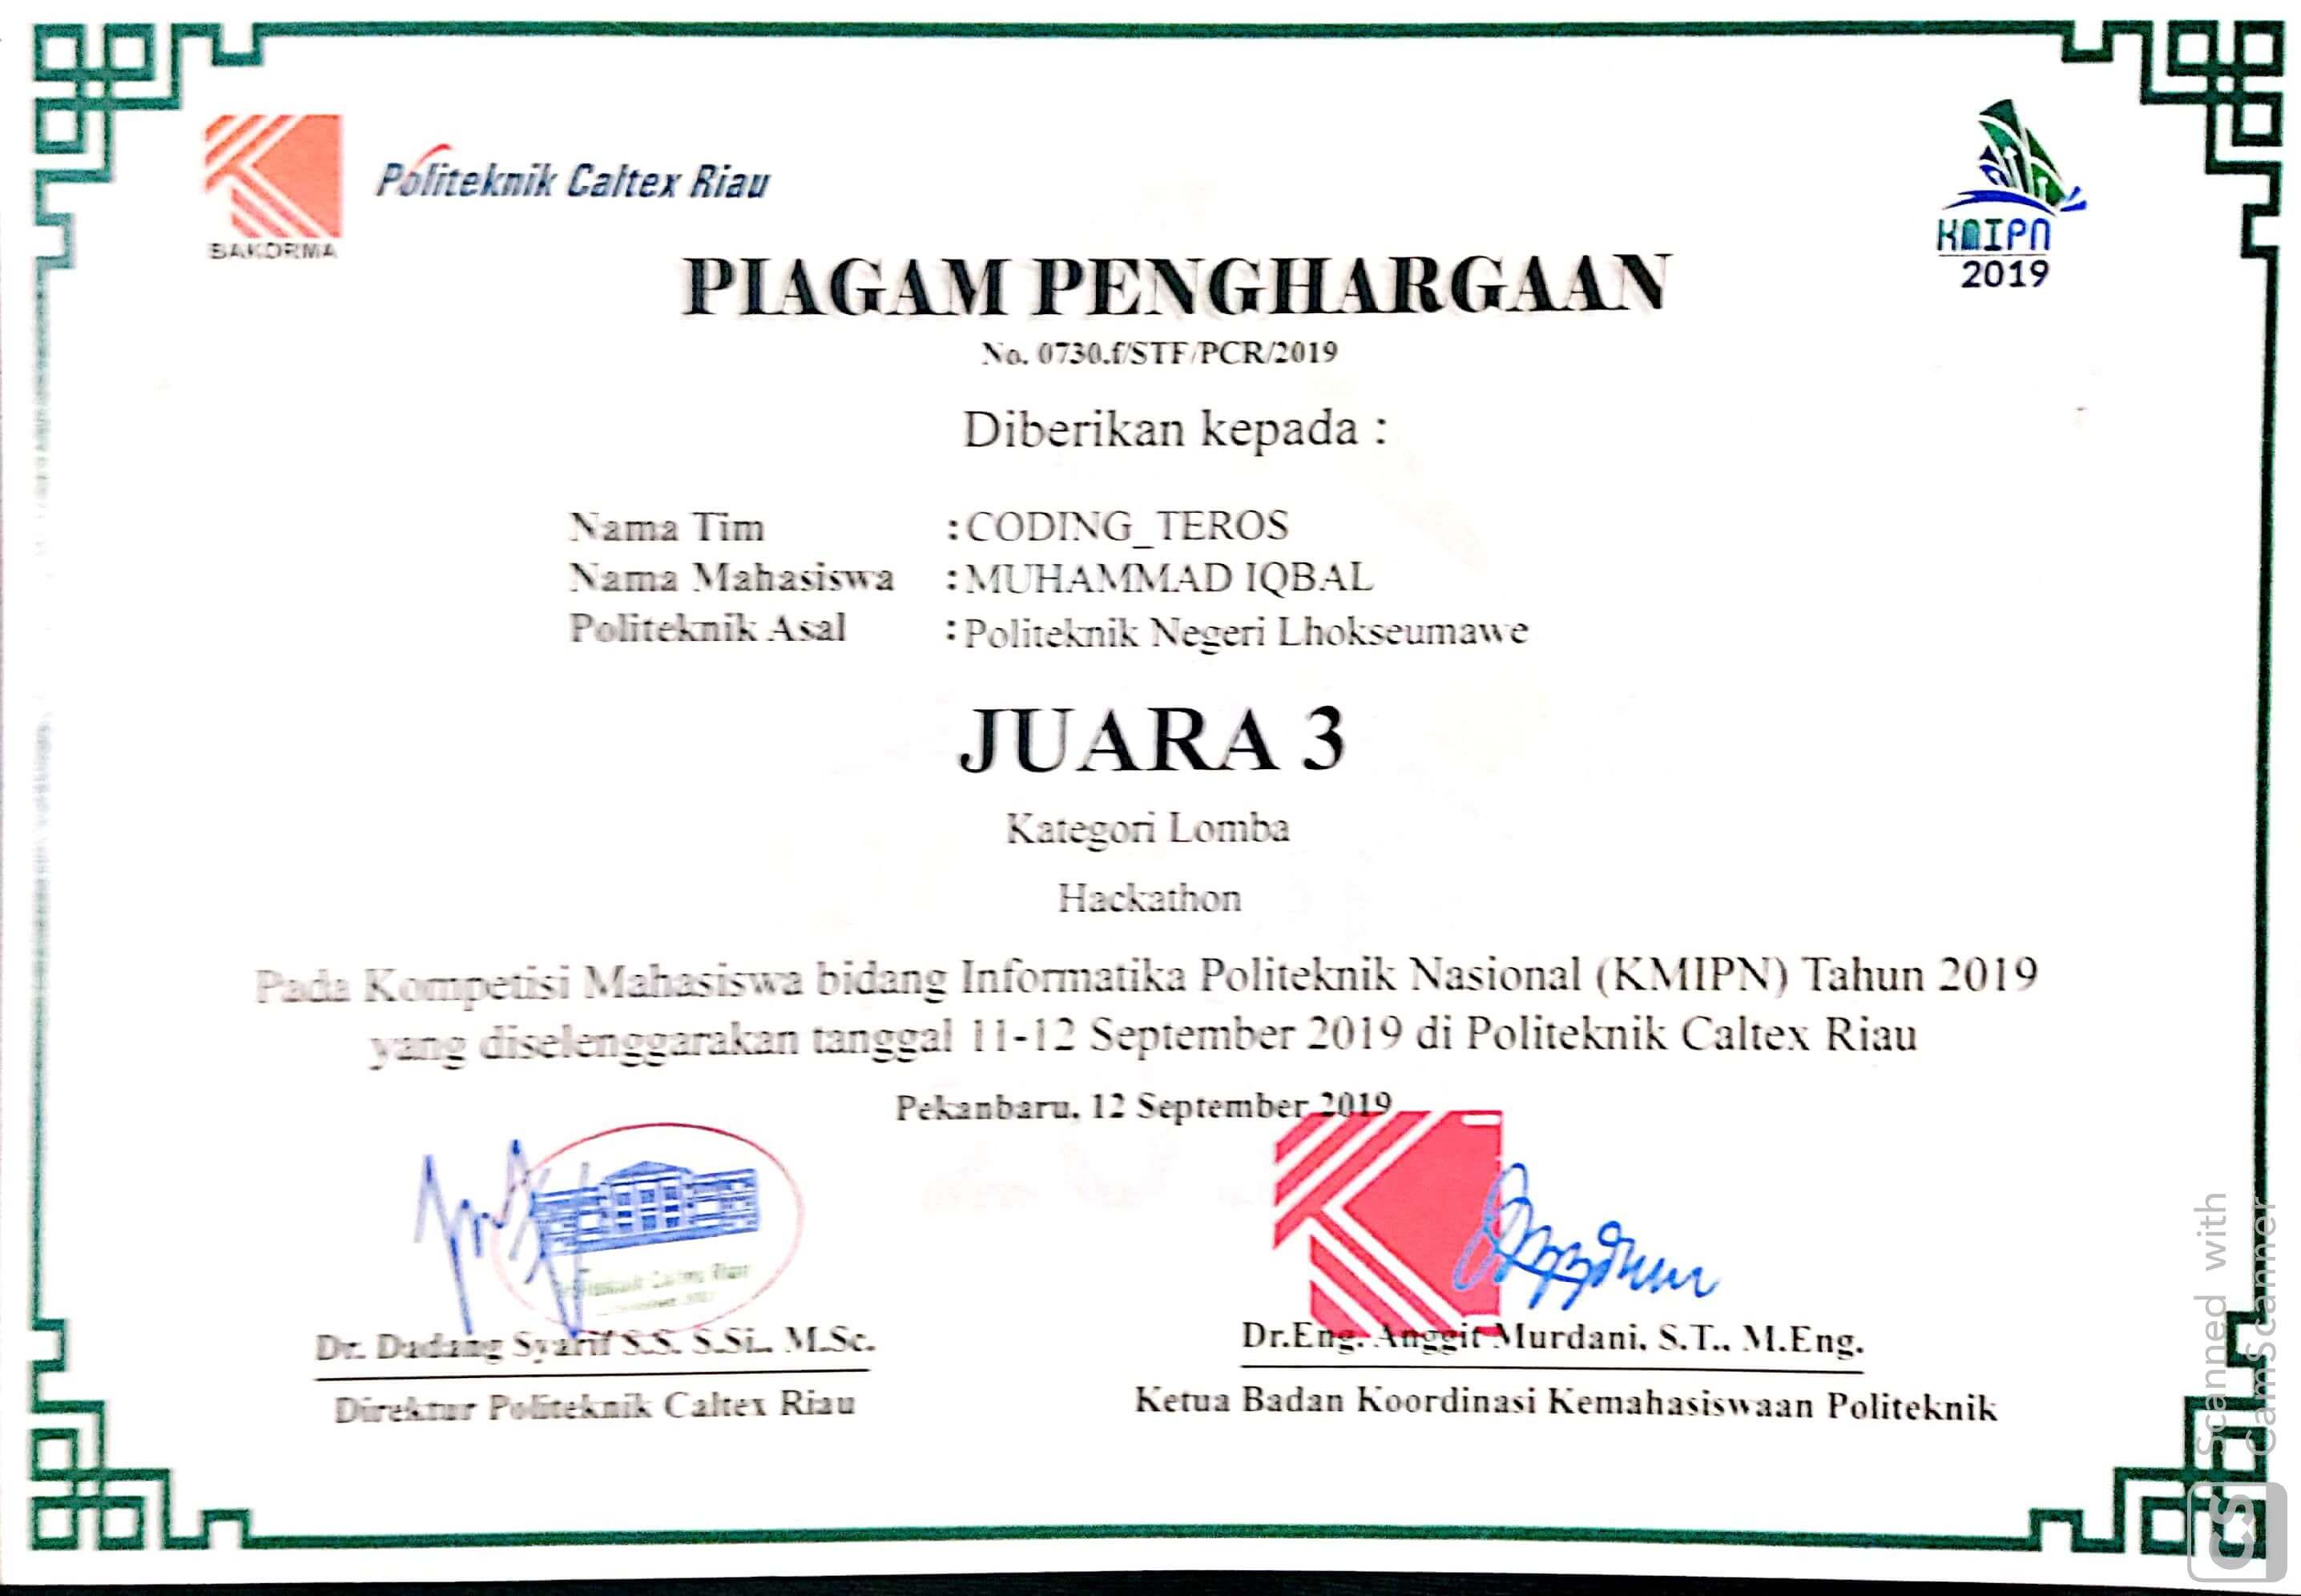 BAKORMA
Politeknik Caltex Riau
KMIPN
2019
PIAGAM PENGHARGAAN
No. 0730.f/STF/PCR/2019
Diberikan kepada :
Nama Tim : CODING_TEROS
Nama Mahasiswa : MUHAMMAD IQBAL
Politeknik Asal : Politeknik Negeri Lhokseumawe
JUARA 3
Kategori Lomba
Hackathon
Pada Kompetisi Mahasiswa bidang Informatika Politeknik Nasional (KMIPN) Tahun 2019
yang diselenggarakan tanggal 11-12 September 2019 di Politeknik Caltex Riau
Pekanbaru, 12 September 2019
Politeknik Caltex Riau
Dr. Dadang Syarif S.S. S.Si., M.Sc.
Direktur Politeknik Caltex Riau
Dr.Eng. Anggit Murdani, S.T., M.Eng.
Ketua Badan Koordinasi Kemahasiswaan Politeknik
CS
Scanned with
CamScanner